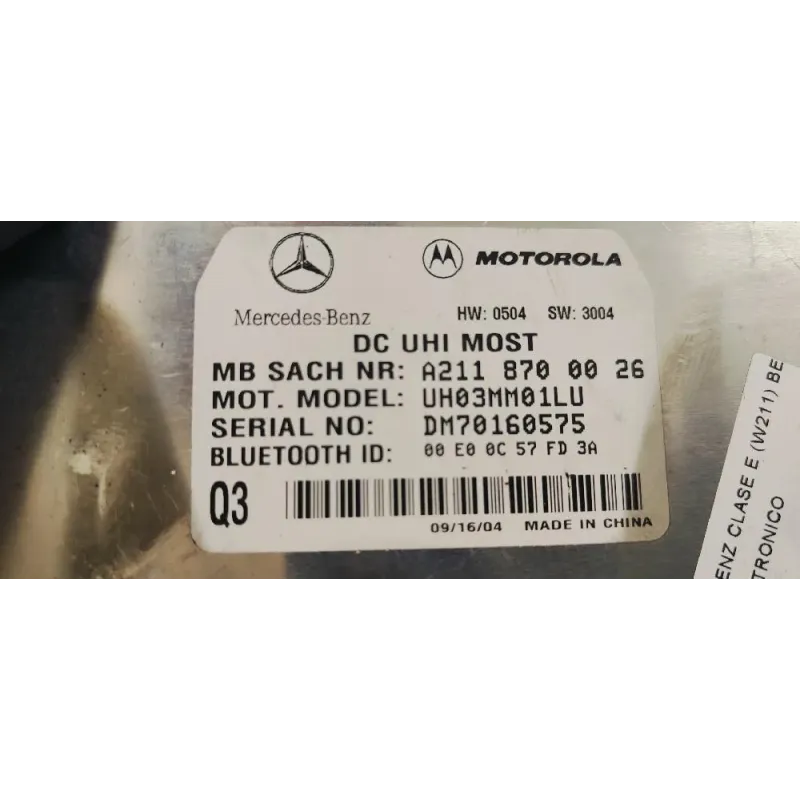 MOTOROLA
Mercedes-Benz
HW: 0504 SW: 3004
DC UHI MOST
MB SACH NR: A211 870 00 26
MOT. MODEL: UH03MM01LU
SERIAL NO: DM70160575
BLUETOOTH ID: 00 E0 0C 57 FD 3A
Q3
09/16/04 MADE IN CHINA
ENZ CLASE E (W211) BE
TRONICO